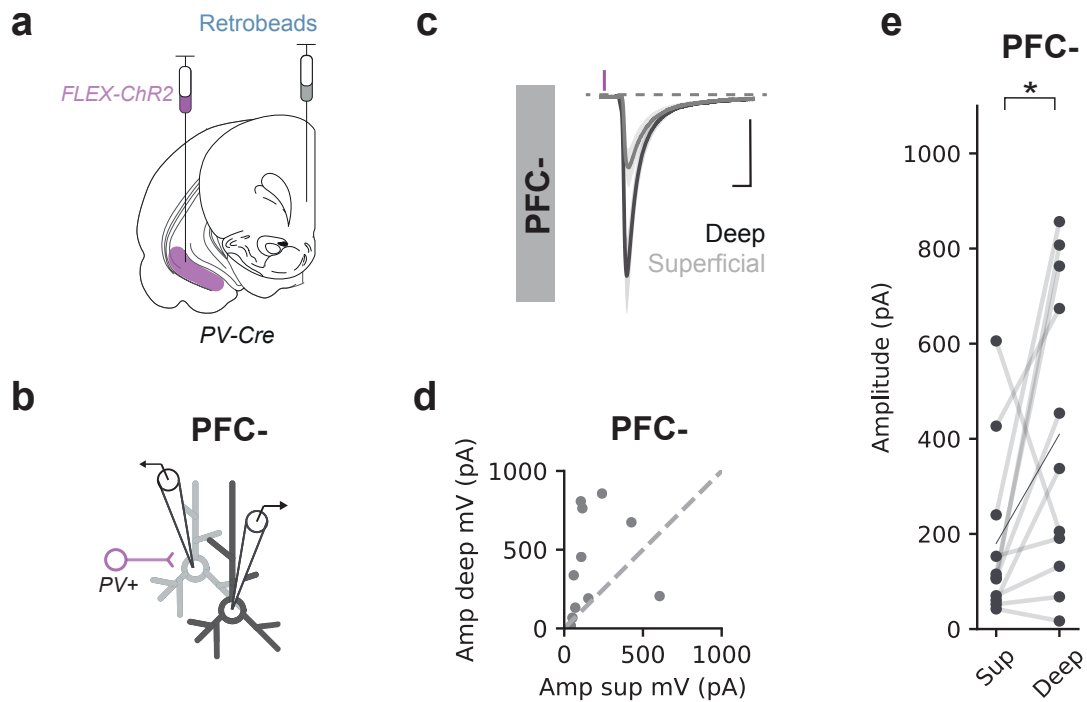 a
Retrobeads
FLEX-ChR2
PV-Cre
b
PFC-
PV+
c
PFC-
Deep
Superficial
d
PFC-
Amp deep mV (pA)
1000
500
0
0 500 1000
Amp sup mV (pA)
e
PFC-
*
Amplitude (pA)
1000
800
600
400
200
0
Sup Deep